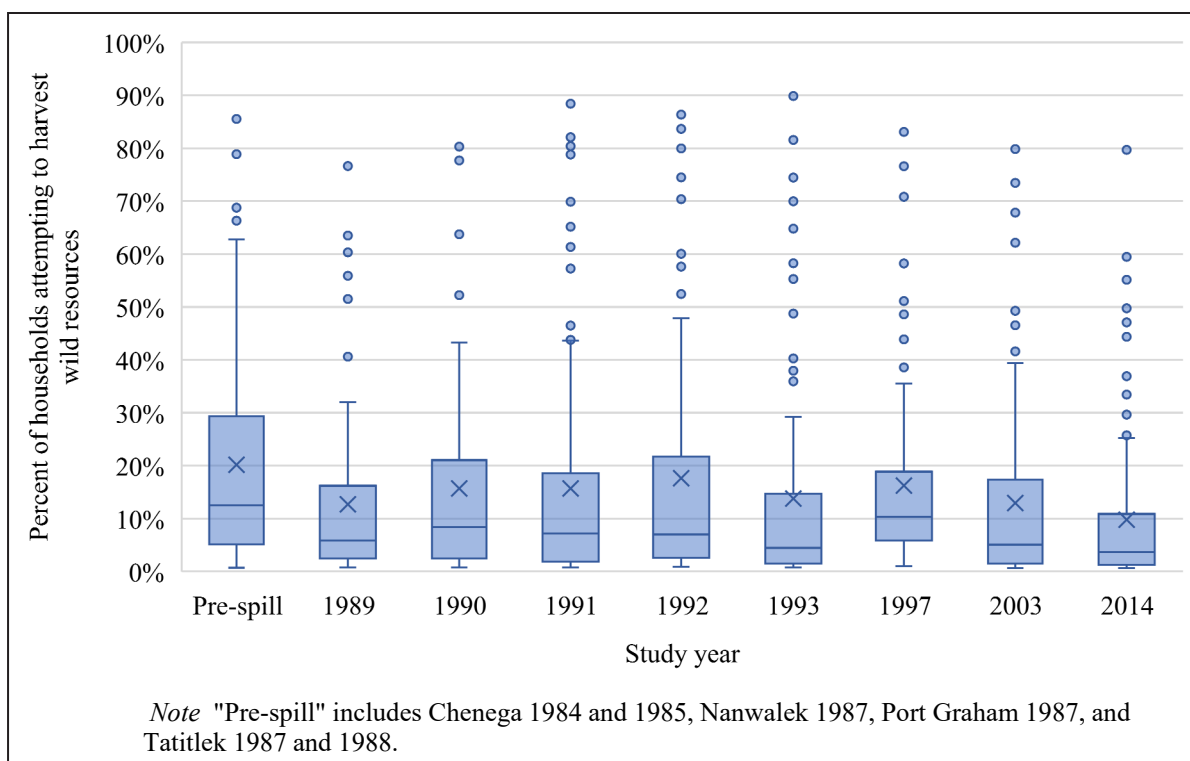 100%
90%
80%
70%
60%
50%
40%
30%
20%
10%
0%
Percent of households attempting to harvest
wild resources
Pre-spill 1989 1990 1991 1992 1993 1997 2003 2014
Study year
Note "Pre-spill" includes Chenega 1984 and 1985, Nanwalek 1987, Port Graham 1987, and
Tatitlek 1987 and 1988.